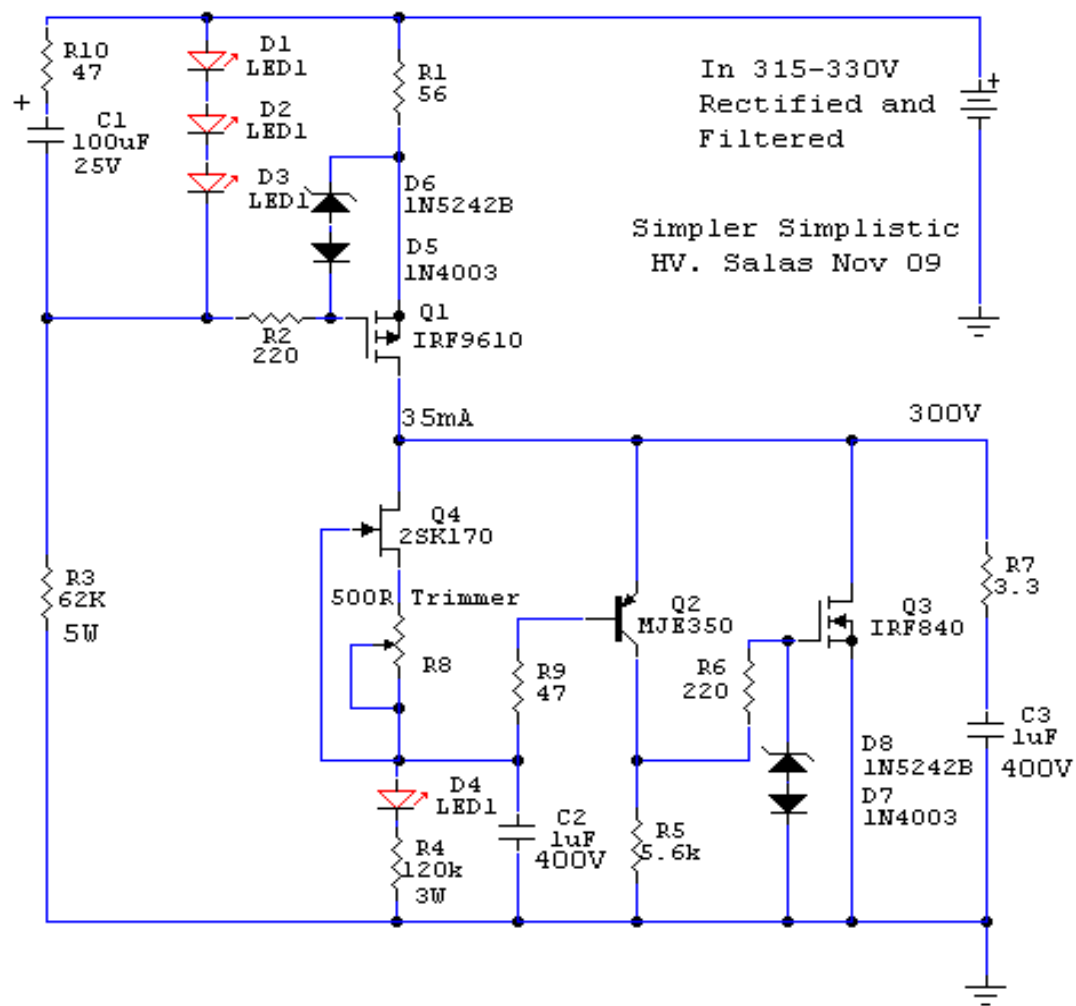 R10
47
+
C1
100uF
25V
D1
LED1
D2
LED1
D3
LED1
R1
56
D6
1N5242B
D5
1N4003
In 315-330V
Rectified and
Filtered
+
Simpler Simplistic
HV. Salas Nov 09
R2
220
Q1
IRF9610
35mA
300V
Q4
2SK170
500R Trimmer
R8
R3
62K
5W
R9
47
Q2
MJE350
R6
220
Q3
IRF840
R7
3.3
D4
LED1
R4
120k
3W
C2
1uF
400V
R5
5.6k
D8
1N5242B
D7
1N4003
C3
1uF
400V